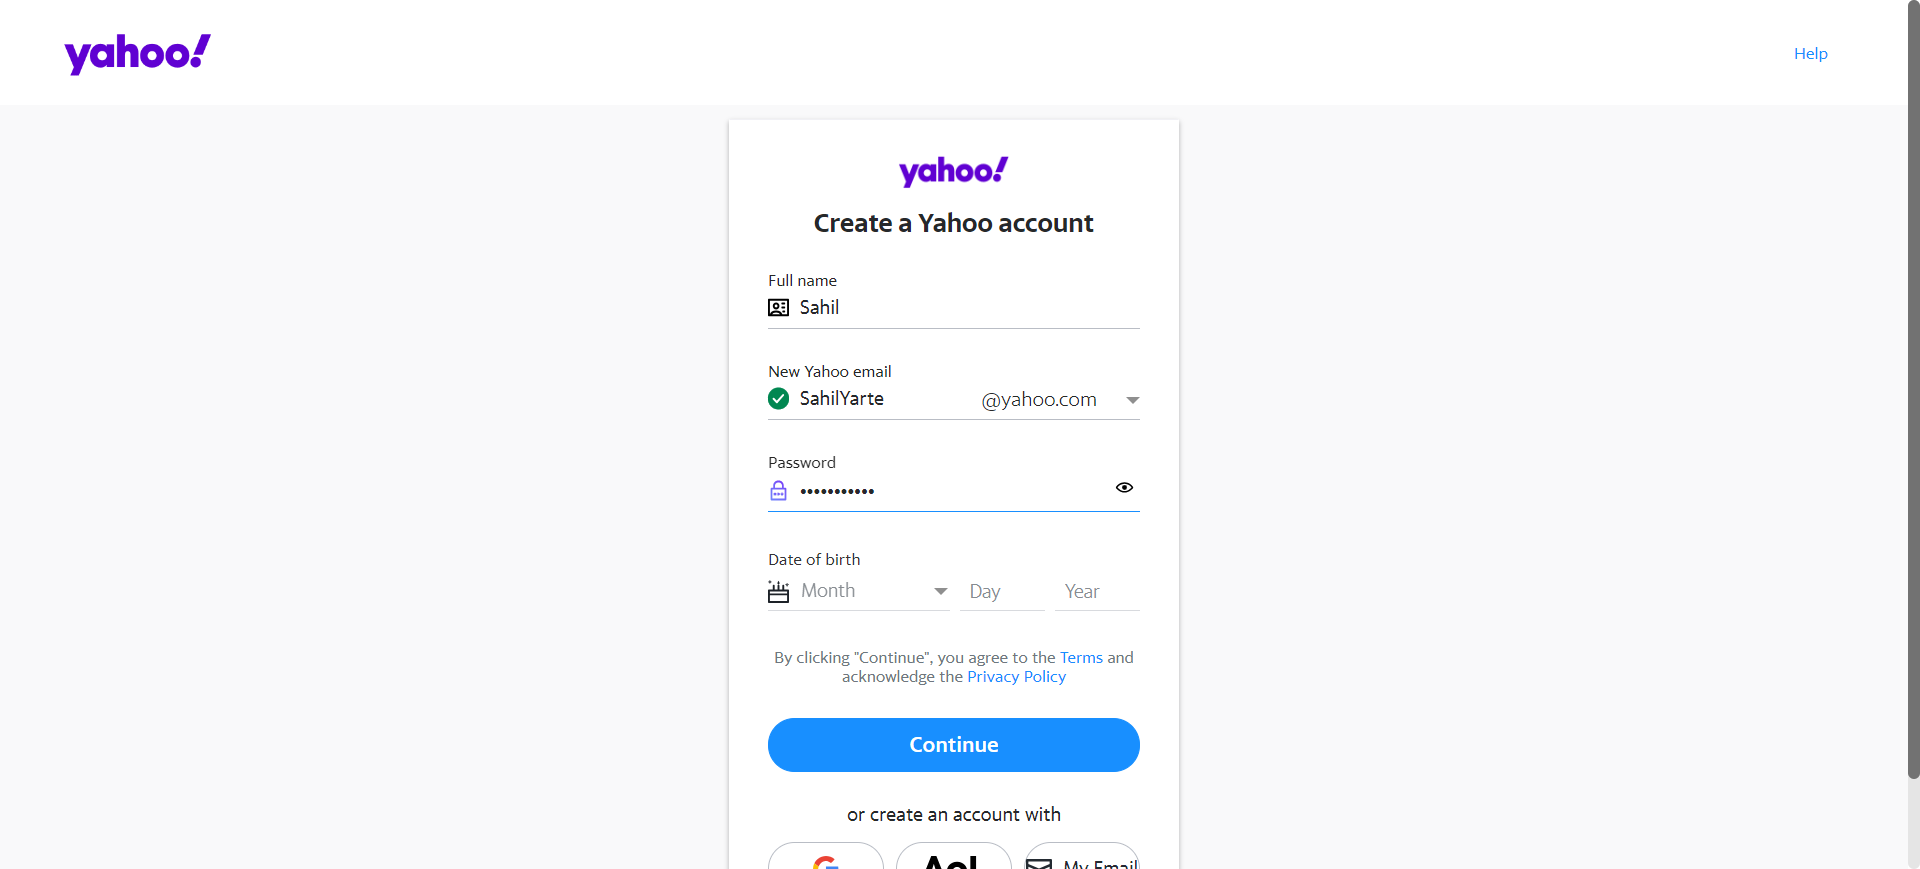 yahoo!
Help
yahoo!
Create a Yahoo account
Full name
Sahil
New Yahoo email
SahilYarte @yahoo.com
Password
•••••••••••
Date of birth
Month Day Year
By clicking "Continue", you agree to the Terms and
acknowledge the Privacy Policy
Continue
or create an account with
Aol My Email